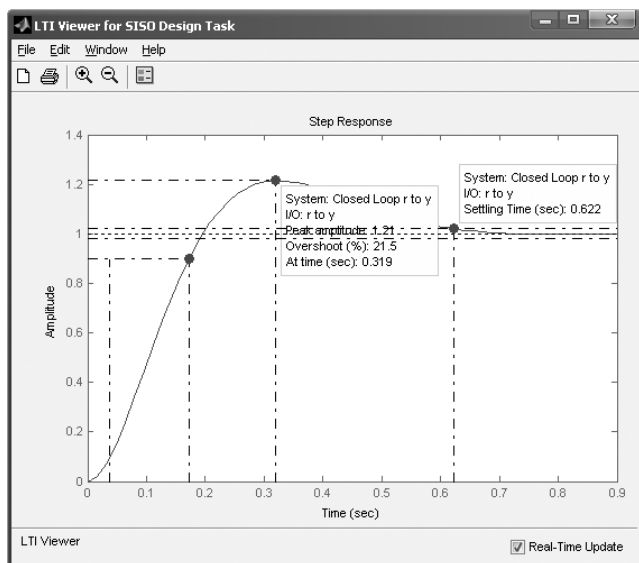 LTI Viewer for SISO Design Task
File Edit Window Help
Step Response
1.4
1.2
1
0.8
0.6
0.4
0.2
0
Amplitude
System: Closed Loop r to y
I/O: r to y
Peak amplitude: 1.21
Overshoot (%): 21.5
At time (sec): 0.319
System: Closed Loop r to y
I/O: r to y
Settling Time (sec): 0.622
0 0.1 0.2 0.3 0.4 0.5 0.6 0.7 0.8 0.9
Time (sec)
LTI Viewer
Real-Time Update